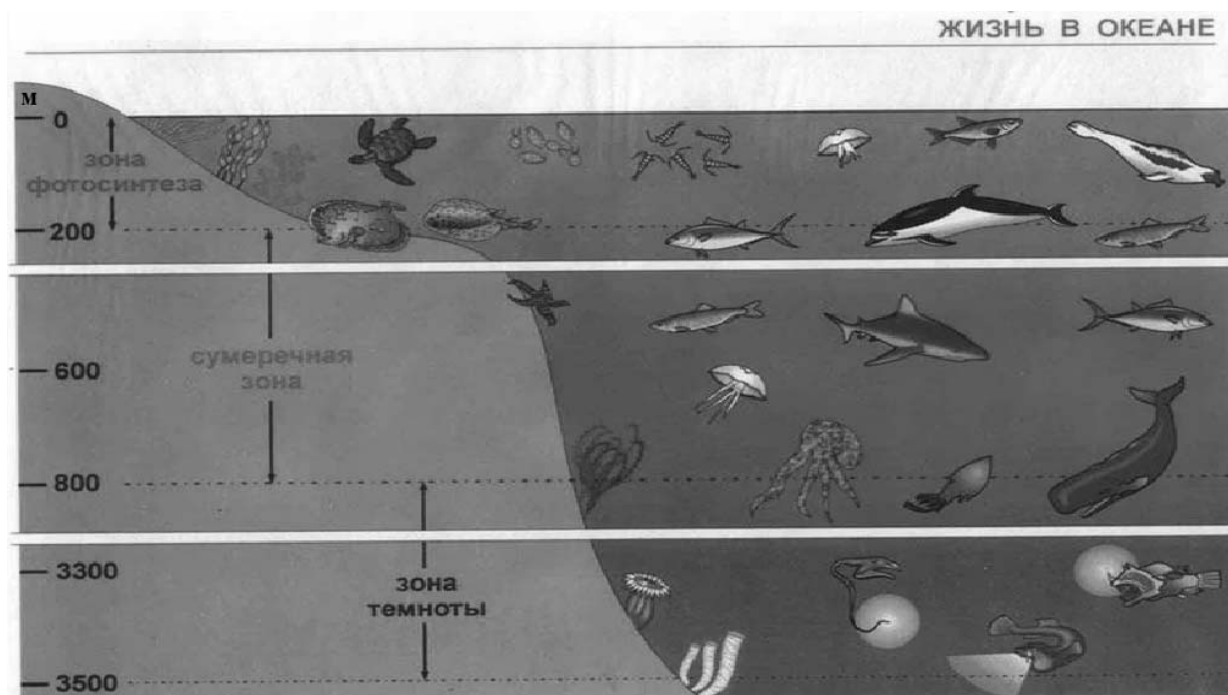 ЖИЗНЬ В ОКЕАНЕ
м
0
зона
фотосинтеза
200
сумеречная
зона
600
800
3300
зона
темноты
3500